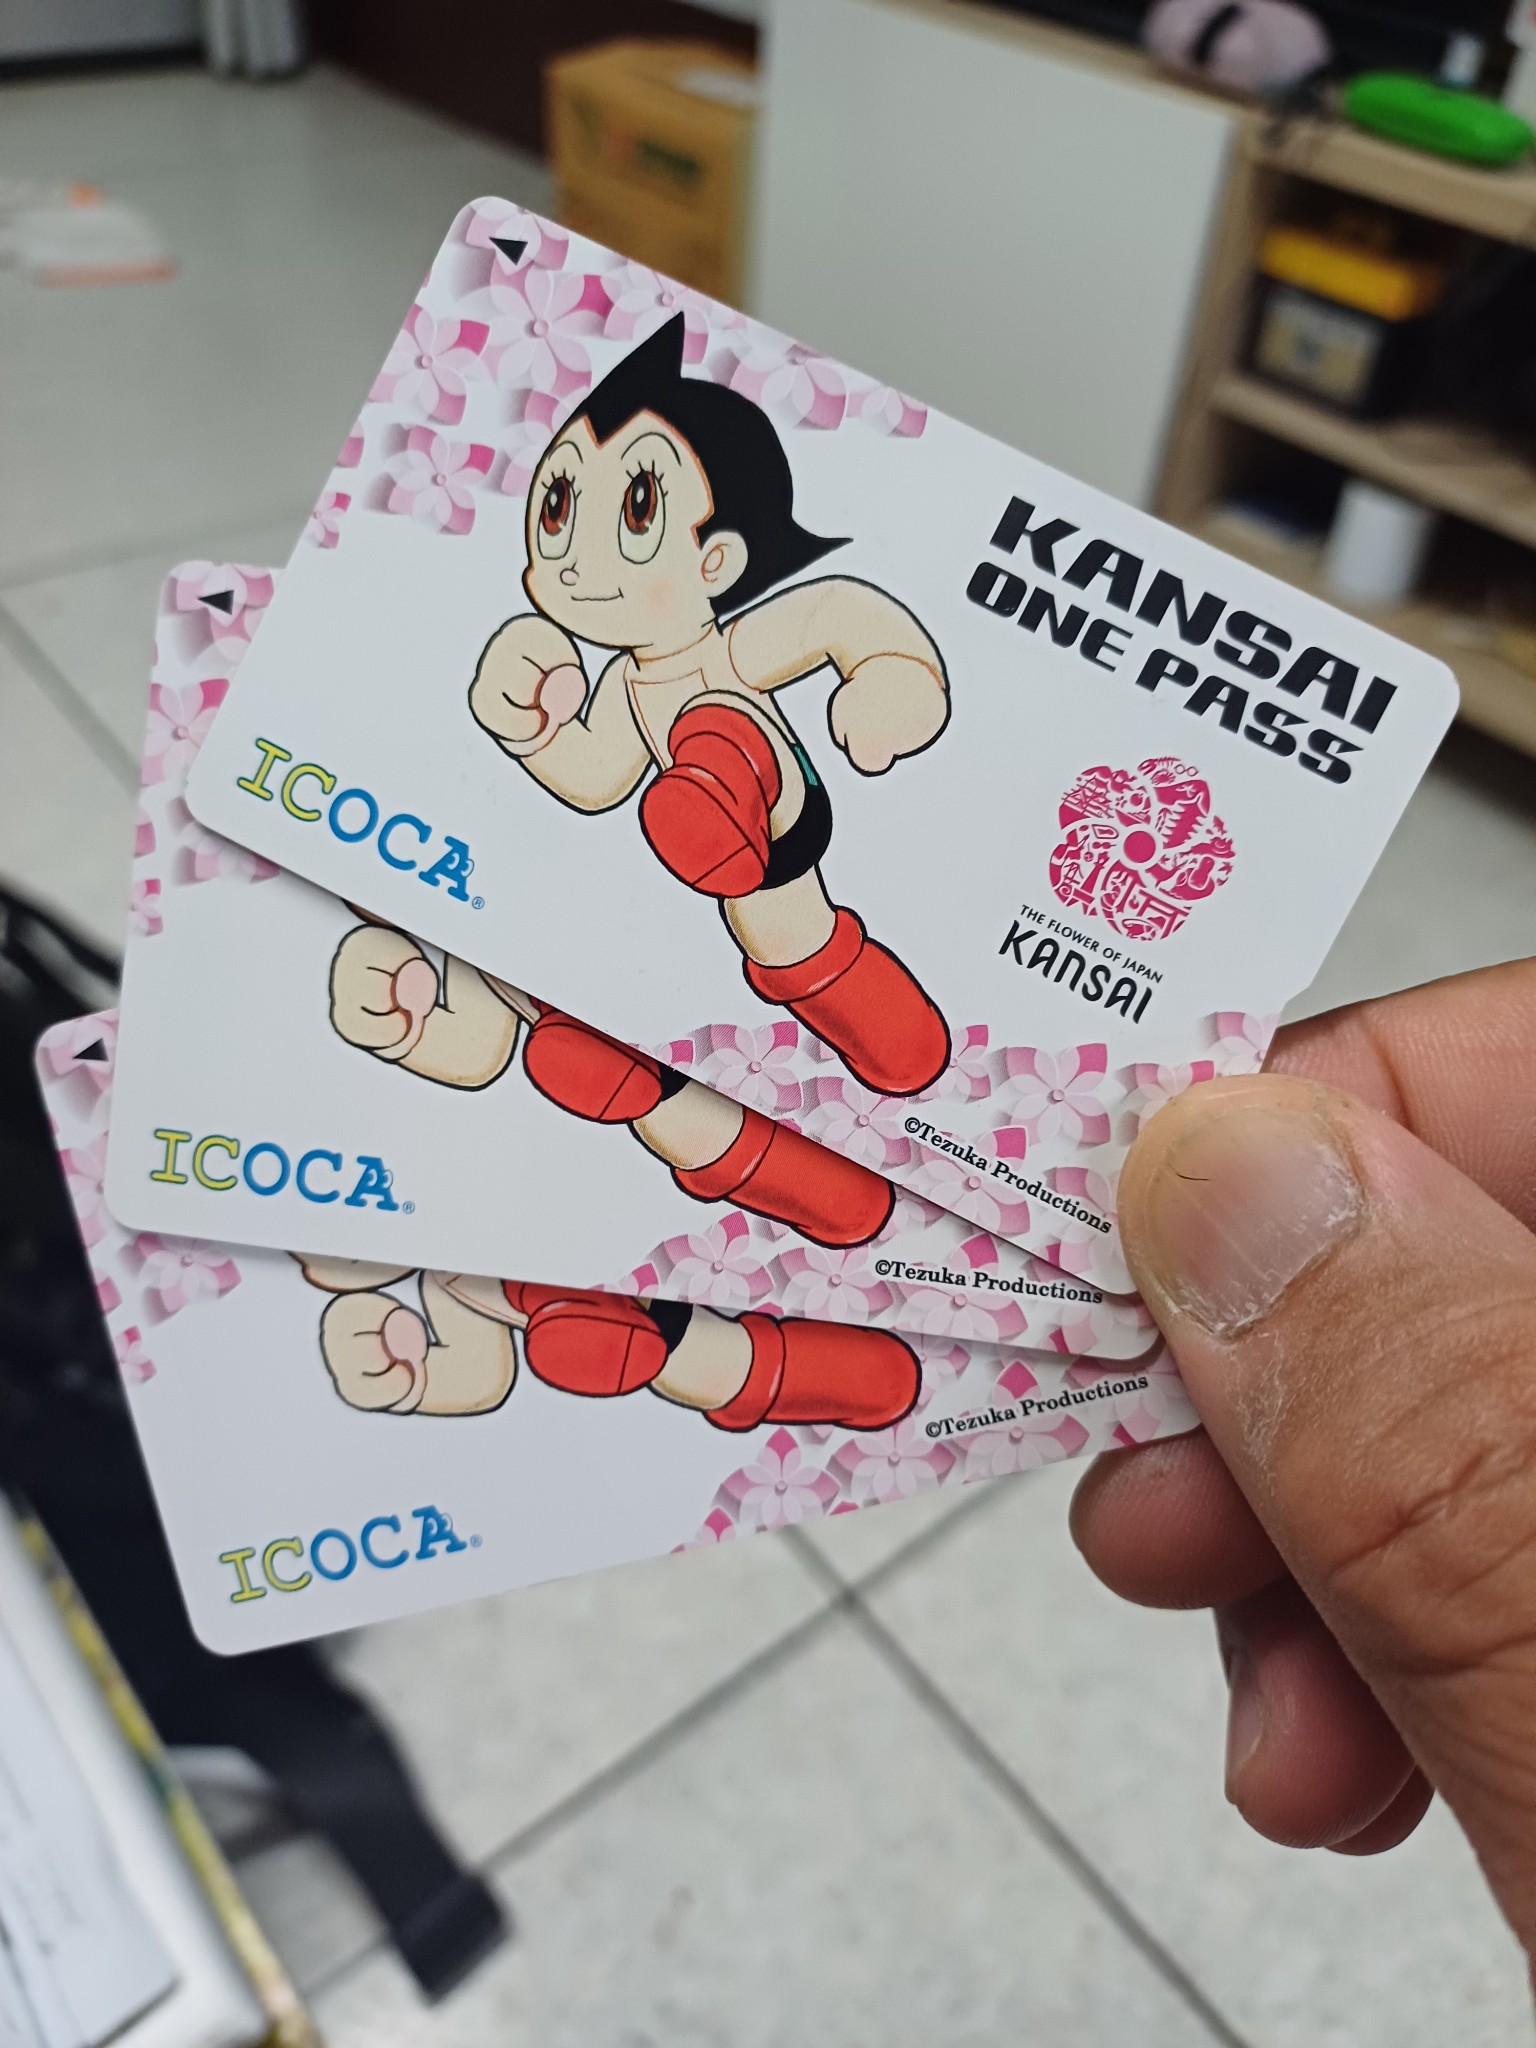 KANSAI
ONE PASS
THE FLOWER OF JAPAN
KANSAI
ICOCA®
©Tezuka Productions
ICOCA®
©Tezuka Productions
ICOCA®
©Tezuka Productions